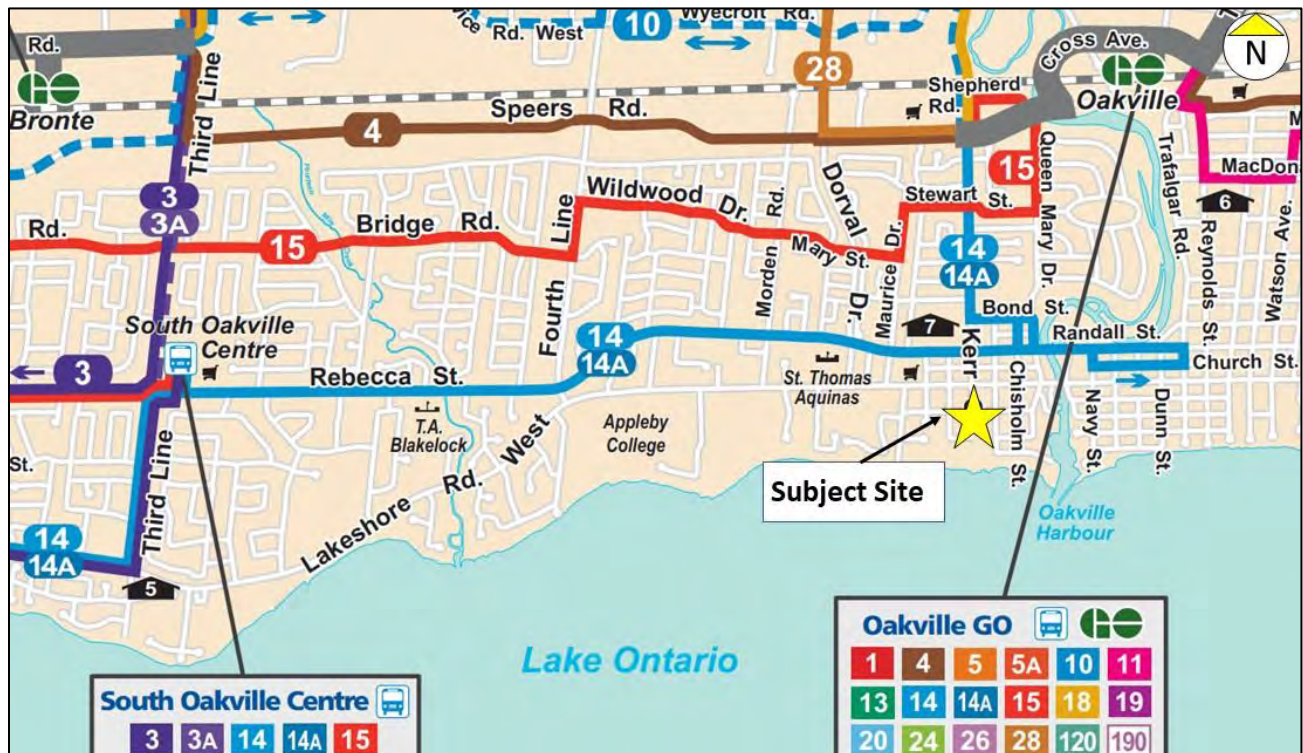 Rd.
GO
Bronte
Third Line
Rd. West
10
Wyecroft Rd.
28
Cross Ave.
GO
Oakville
N
Shepherd
Rd.
Speers Rd.
4
3
3A
Rd.
15
Bridge Rd.
Fourth Line
Wildwood Dr.
Morden Rd.
Dorval Dr.
Mary St.
Maurice Dr.
Stewart St.
15
Queen Mary Dr.
Trafalgar Rd.
6
Reynolds St.
Watson Ave.
14
14A
Bond St.
Randall St.
Church St.
7
Kerr
Chisholm St.
Navy St.
Dunn St.
South Oakville
Centre
3
Rebecca St.
14
14A
St. Thomas
Aquinas
T.A.
Blakelock
Appleby
College
Lakeshore Rd. West
Subject Site
Oakville
Harbour
St.
14
14A
Third Line
5
Lake Ontario
South Oakville Centre
3 3A 14 14A 15
Oakville GO GO
1 4 5 5A 10 11
13 14 14A 15 18 19
20 24 26 28 120 190